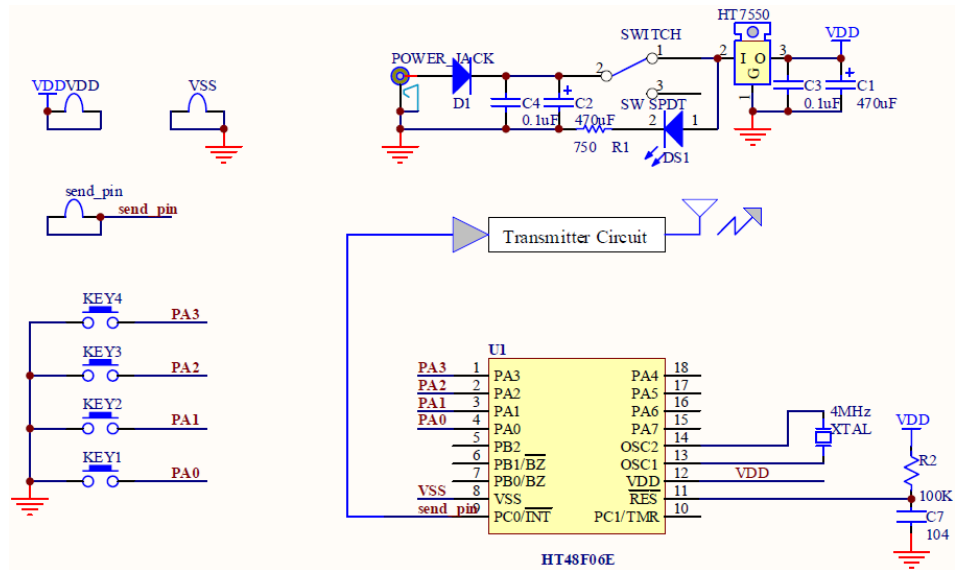 HT7550
SWITCH
VDD
POWER_JACK
1
2
2
I
O
3
G
1
VDDVDD
VSS
D1
C4
0.1uF
C2
470uF
3
SW SPDT
C3
0.1uF
C1
470uF
2
1
750
R1
DS1
send_pin
send_pin
Transmitter Circuit
KEY4
PA3
KEY3
PA2
KEY2
PA1
KEY1
PA0
U1
PA3 1 PA3 PA4 18
PA2 2 PA2 PA5 17
PA1 3 PA1 PA6 16
PA0 4 PA0 PA7 15
5 PB2 OSC2 14
6 PB1/BZ OSC1 13
7 PB0/BZ VDD 12 VDD
VSS 8 VSS RES 11
send_pin 9 PC0/INT PC1/TMR 10
HT48F06E
4MHz
XTAL
VDD
R2
100K
C7
104